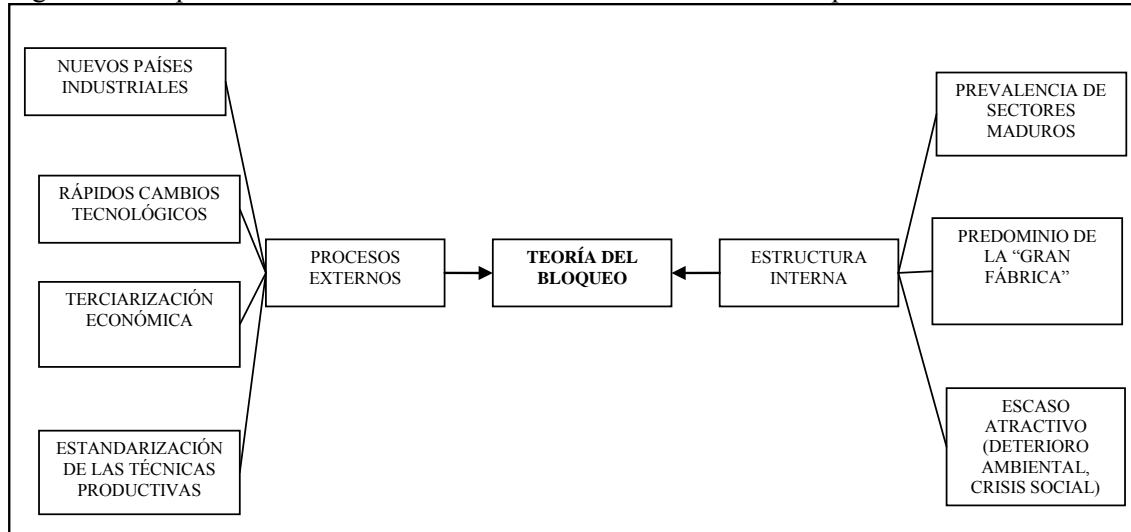 NUEVOS PAÍSES
INDUSTRIALES
RÁPIDOS CAMBIOS
TECNOLÓGICOS
TERCIARIZACIÓN
ECONÓMICA
ESTANDARIZACIÓN
DE LAS TÉCNICAS
PRODUCTIVAS
PROCESOS
EXTERNOS
TEORÍA DEL
BLOQUEO
ESTRUCTURA
INTERNA
PREVALENCIA DE
SECTORES
MADUROS
PREDOMINIO DE
LA “GRAN
FÁBRICA”
ESCASO
ATRACTIVO
(DETERIORO
AMBIENTAL,
CRISIS SOCIAL)